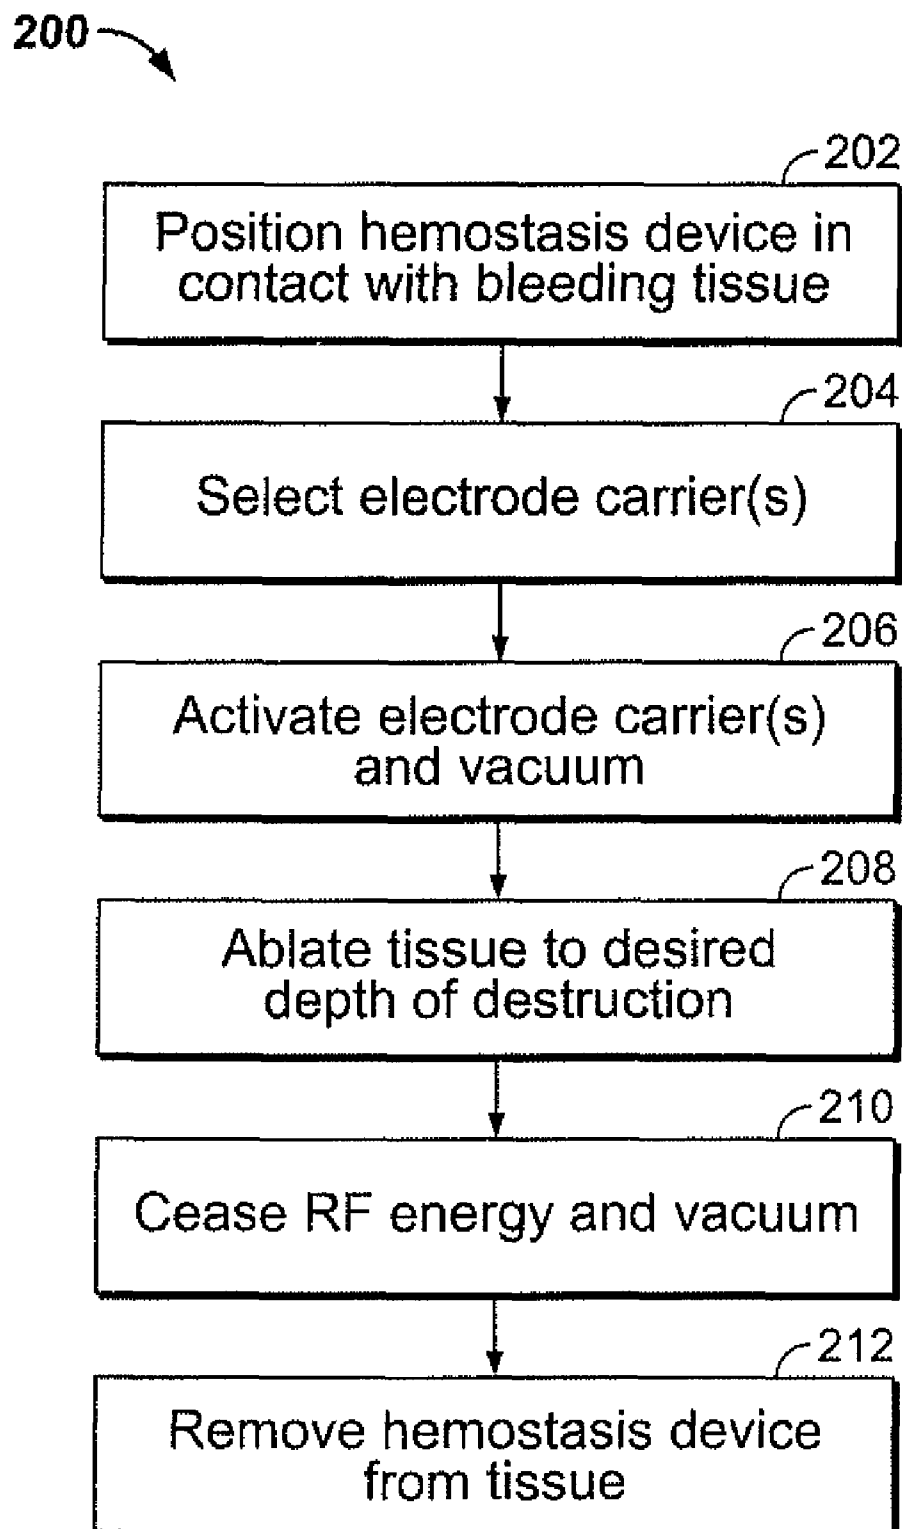 200
202
Position hemostasis device in
contact with bleeding tissue
204
Select electrode carrier(s)
206
Activate electrode carrier(s)
and vacuum
208
Ablate tissue to desired
depth of destruction
210
Cease RF energy and vacuum
212
Remove hemostasis device
from tissue